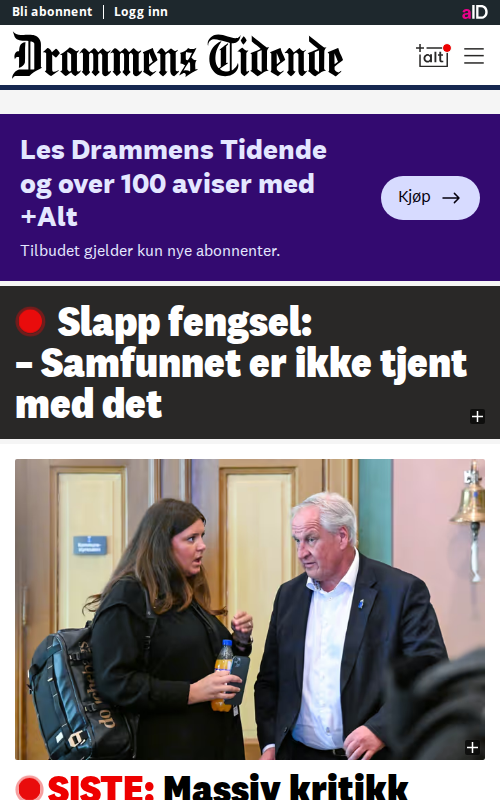 Bli abonnent | Logg inn
aID
Drammens Tidende
+alt
Les Drammens Tidende
og over 100 aviser med
+Alt
Kjøp →
Tilbudet gjelder kun nye abonnenter.
Slapp fengsel:
– Samfunnet er ikke tjent
med det
+
+
SISTE: Massiv kritikk